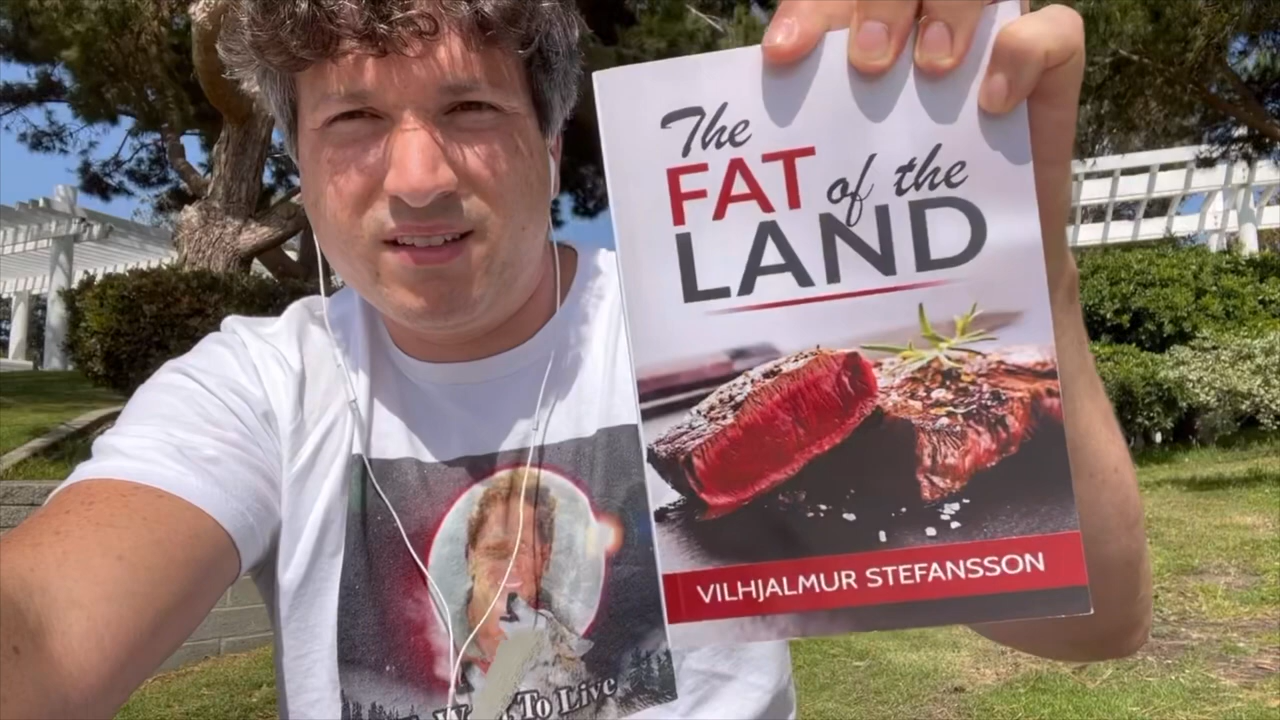 The
FAT of the
LAND
VILHJALMUR STEFANSSON
To Live